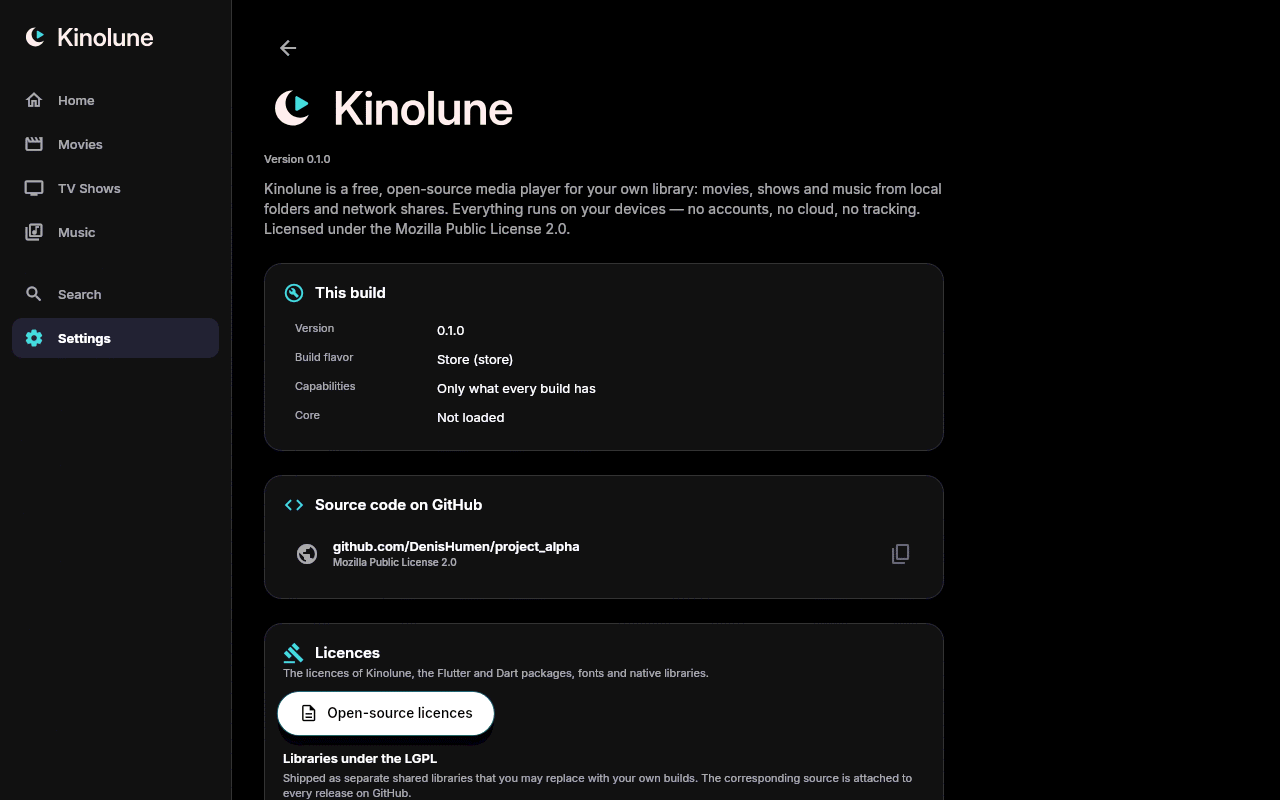 Kinolune
Home
Movies
TV Shows
Music
Search
Settings
Kinolune
Version 0.1.0
Kinolune is a free, open-source media player for your own library: movies, shows and music from local
folders and network shares. Everything runs on your devices — no accounts, no cloud, no tracking.
Licensed under the Mozilla Public License 2.0.
This build
Version 0.1.0
Build flavor Store (store)
Capabilities Only what every build has
Core Not loaded
Source code on GitHub
github.com/DenisHumen/project_alpha
Mozilla Public License 2.0
Licences
The licences of Kinolune, the Flutter and Dart packages, fonts and native libraries.
Open-source licences
Libraries under the LGPL
Shipped as separate shared libraries that you may replace with your own builds. The corresponding source is attached to
every release on GitHub.